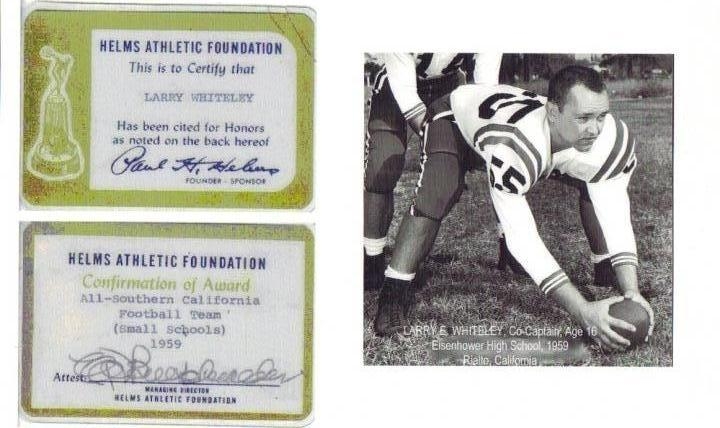 HELMS ATHLETIC FOUNDATION
This is to Certify that
LARRY WHITELEY
Has been cited for Honors
as noted on the back hereof
Paul H. Helms
FOUNDER - SPONSOR
HELMS ATHLETIC FOUNDATION
Confirmation of Award
All-Southern California
Football Team
(Small Schools)
1959
Attest:
MANAGING DIRECTOR
HELMS ATHLETIC FOUNDATION
55
55
LARRY E. WHITELEY, Co-Captain, Age 16
Eisenhower High School, 1959
Rialto, California